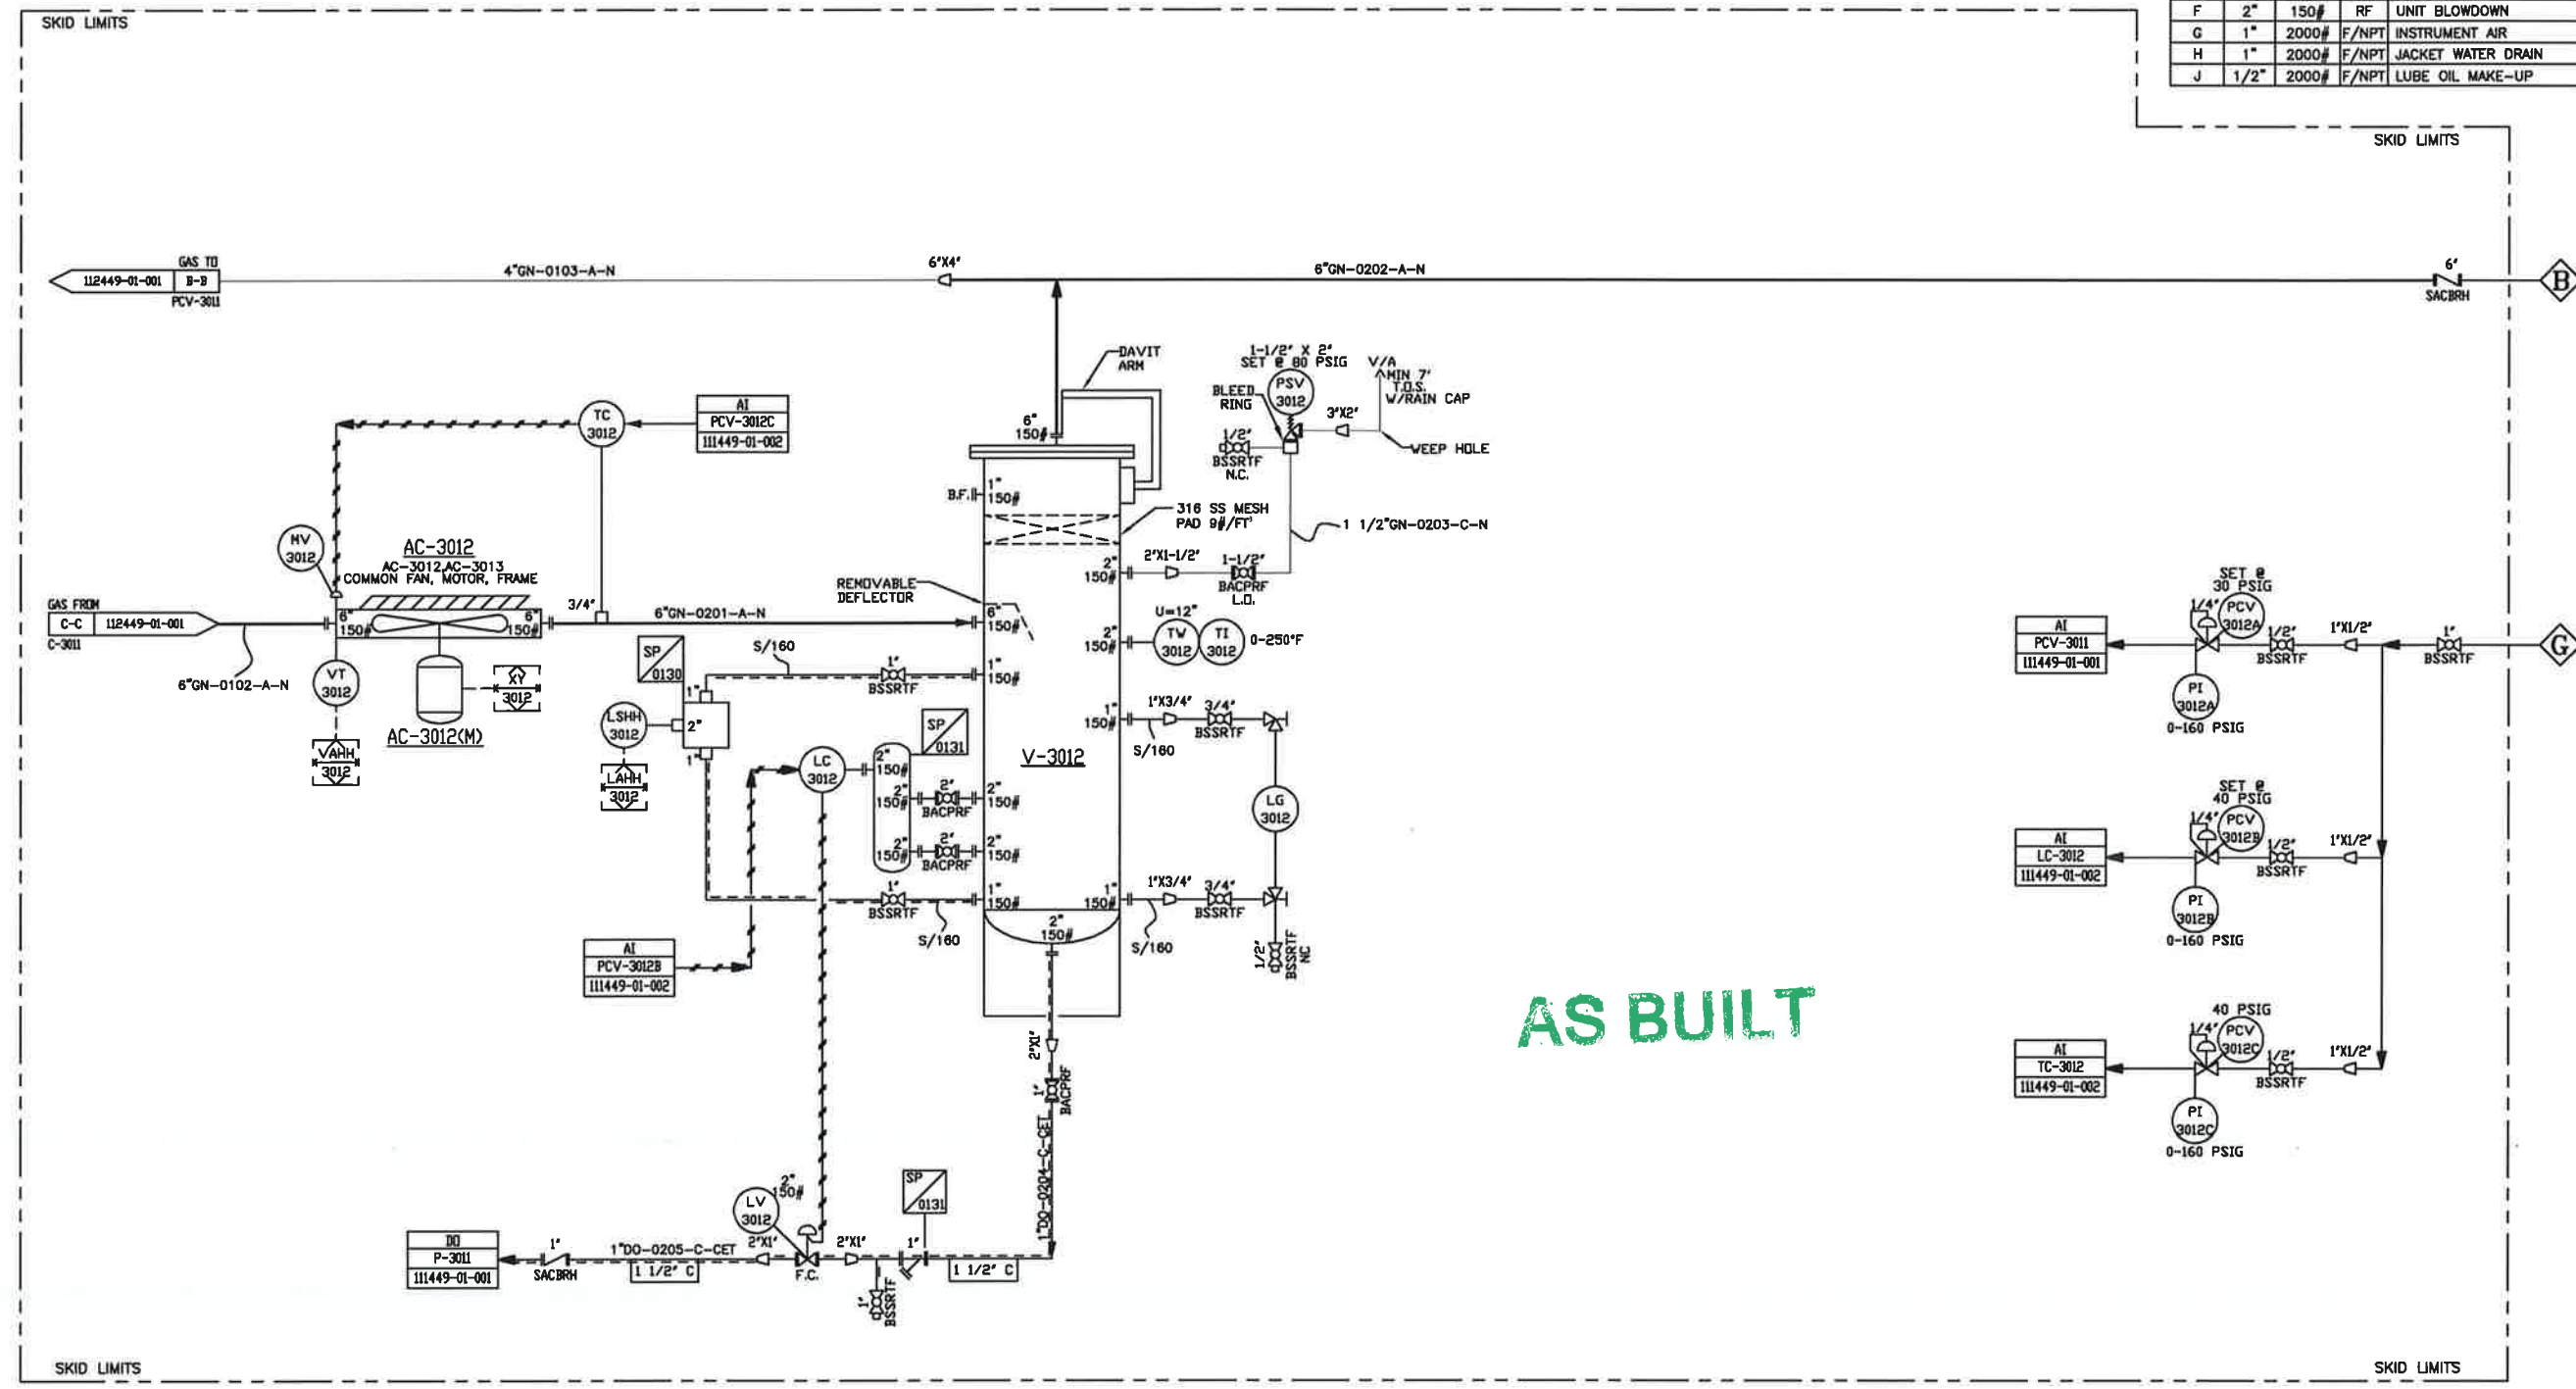 SKID LIMITS
F 2" 150# RF UNIT BLOWDOWN
G 1" 2000# F/NPT INSTRUMENT AIR
H 1" 2000# F/NPT JACKET WATER DRAIN
J 1/2" 2000# F/NPT LUBE OIL MAKE-UP
SKID LIMITS
GAS TO
112449-01-001 B-B
PCV-3011
4"GN-0103-A-N
6"X4"
6"GN-0202-A-N
6"
SACBRH
B
DAVIT
ARM
6"
150#
1-1/2" X 2"
SET @ 80 PSIG
PSV
3012
BLEED
RING
1/2"
BSSRTF
N.C.
3"X2"
V/A
MIN 7'
T.O.S.
W/RAIN CAP
WEEP HOLE
TC
3012
AI
PCV-3012C
111449-01-002
B.F.
1"
150#
316 SS MESH
PAD 9#/FT³
1 1/2"GN-0203-C-N
2"
150#
2"X1-1/2"
1-1/2"
BACPRF
L.O.
HV
3012
AC-3012
AC-3012,AC-3013
COMMON FAN, MOTOR, FRAME
GAS FROM
C-C 112449-01-001
C-3011
6"GN-0102-A-N
6"
150#
6"
150#
3/4"
6"GN-0201-A-N
REMOVABLE
DEFLECTOR
6"
150#
2"
150#
U=12"
TW
3012
TI
3012
0-250°F
VT
3012
VAHH
3012
XY
3012
AC-3012(M)
SP
0130
S/160
1"
BSSRTF
1"
150#
1"
2"
1"
LSHH
3012
LAHH
3012
LC
3012
SP
0131
2"
150#
2"
150#
2"
BACPRF
2"
150#
2"
150#
2"
BACPRF
2"
150#
V-3012
1"
150#
1"X3/4"
3/4"
BSSRTF
S/160
LG
3012
1"
BSSRTF
S/160
1"
150#
1"
150#
1"X3/4"
3/4"
BSSRTF
S/160
1/2"
BSSRTF
NC
2"
150#
AI
PCV-3012B
111449-01-002
2"X1"
1"
BACPRF
1"DO-0204-C-CET
AS BUILT
SET @
30 PSIG
1/4"
PCV
3012A
AI
PCV-3011
111449-01-001
1/2"
BSSRTF
1"X1/2"
1"
BSSRTF
G
PI
3012A
0-160 PSIG
SET @
40 PSIG
1/4"
PCV
3012B
AI
LC-3012
111449-01-002
1/2"
BSSRTF
1"X1/2"
PI
3012B
0-160 PSIG
40 PSIG
1/4"
PCV
3012C
AI
TC-3012
111449-01-002
1/2"
BSSRTF
1"X1/2"
PI
3012C
0-160 PSIG
DO
P-3011
111449-01-001
1"
SACBRH
1"DO-0205-C-CET
1 1/2" C
LV
3012
2"
150#
2"X1"
F.C.
2"X1"
1"
BSSRTF
1"
SP
0131
1 1/2" C
SKID LIMITS
SKID LIMITS